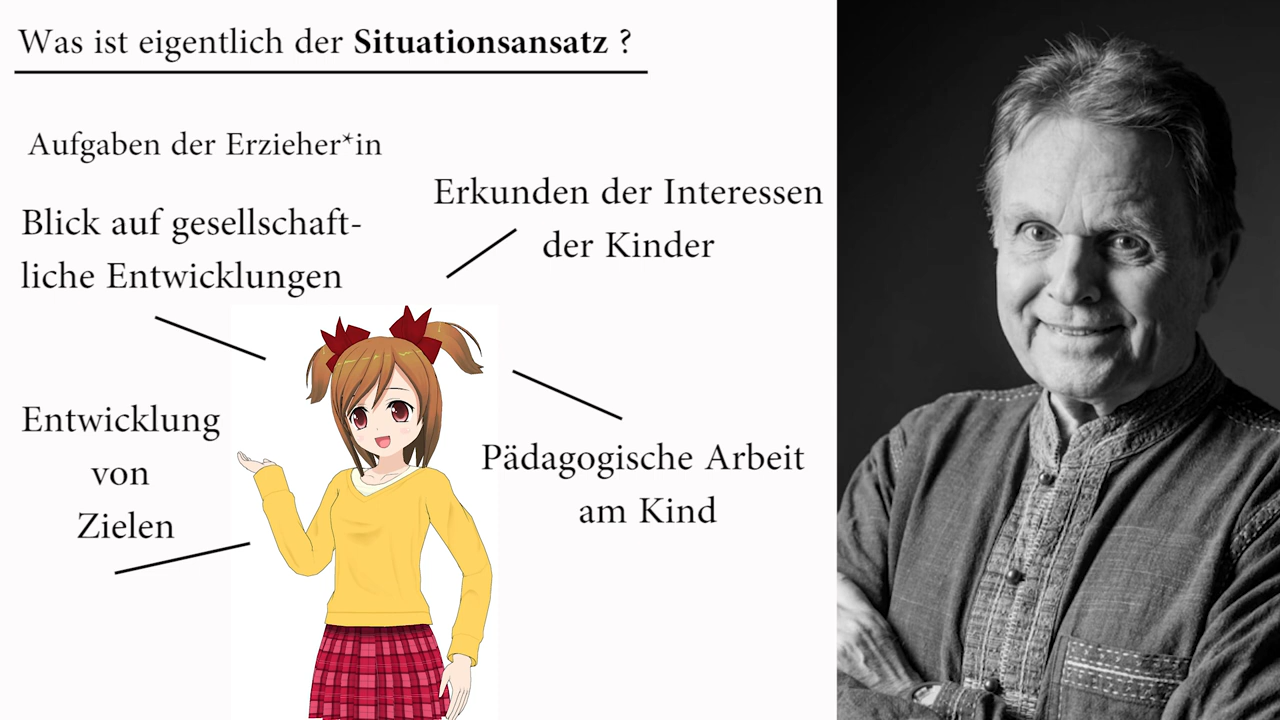 Was ist eigentlich der Situationsansatz ?
Aufgaben der Erzieher*in
Blick auf gesellschaft-
liche Entwicklungen
Erkunden der Interessen
der Kinder
Entwicklung
von
Zielen
Pädagogische Arbeit
am Kind